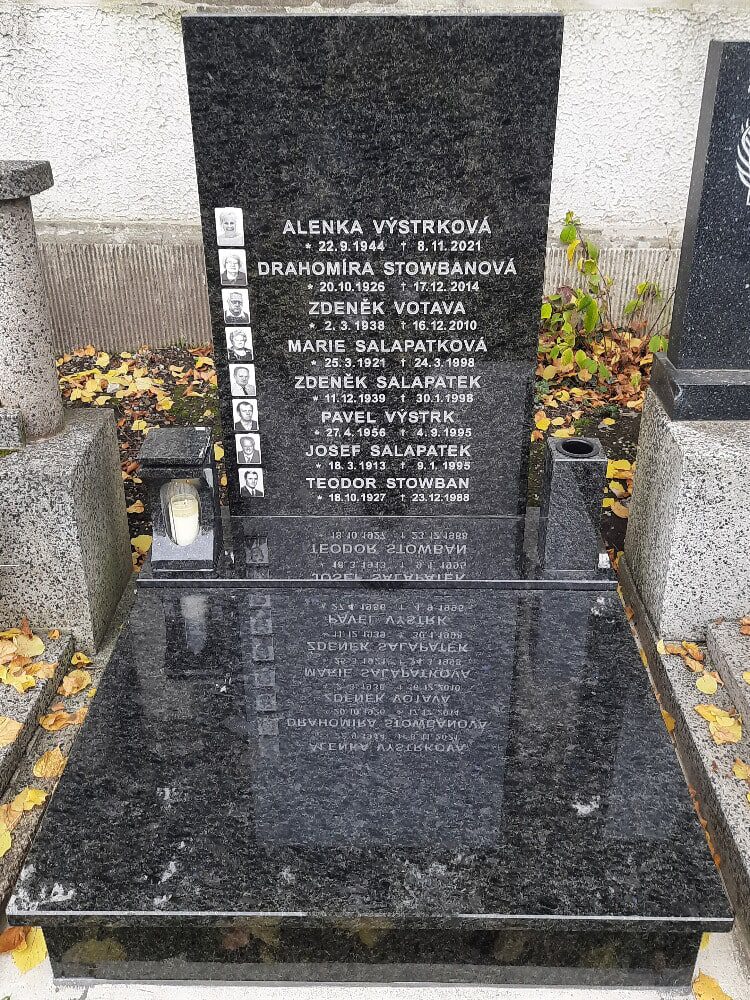 ALENKA VÝSTRKOVÁ
* 22.9.1944 † 8.11.2021
DRAHOMÍRA STOWBANOVÁ
* 20.10.1926 † 17.12.2014
ZDENĚK VOTAVA
* 2.3.1938 † 16.12.2010
MARIE SALAPATKOVÁ
* 25.3.1921 † 24.3.1998
ZDENĚK SALAPATEK
* 11.12.1939 † 30.1.1998
PAVEL VÝSTRK
* 27.4.1956 † 4.9.1995
JOSEF SALAPATEK
* 18.3.1913 † 9.1.1995
TEODOR STOWBAN
* 18.10.1927 † 23.12.1988